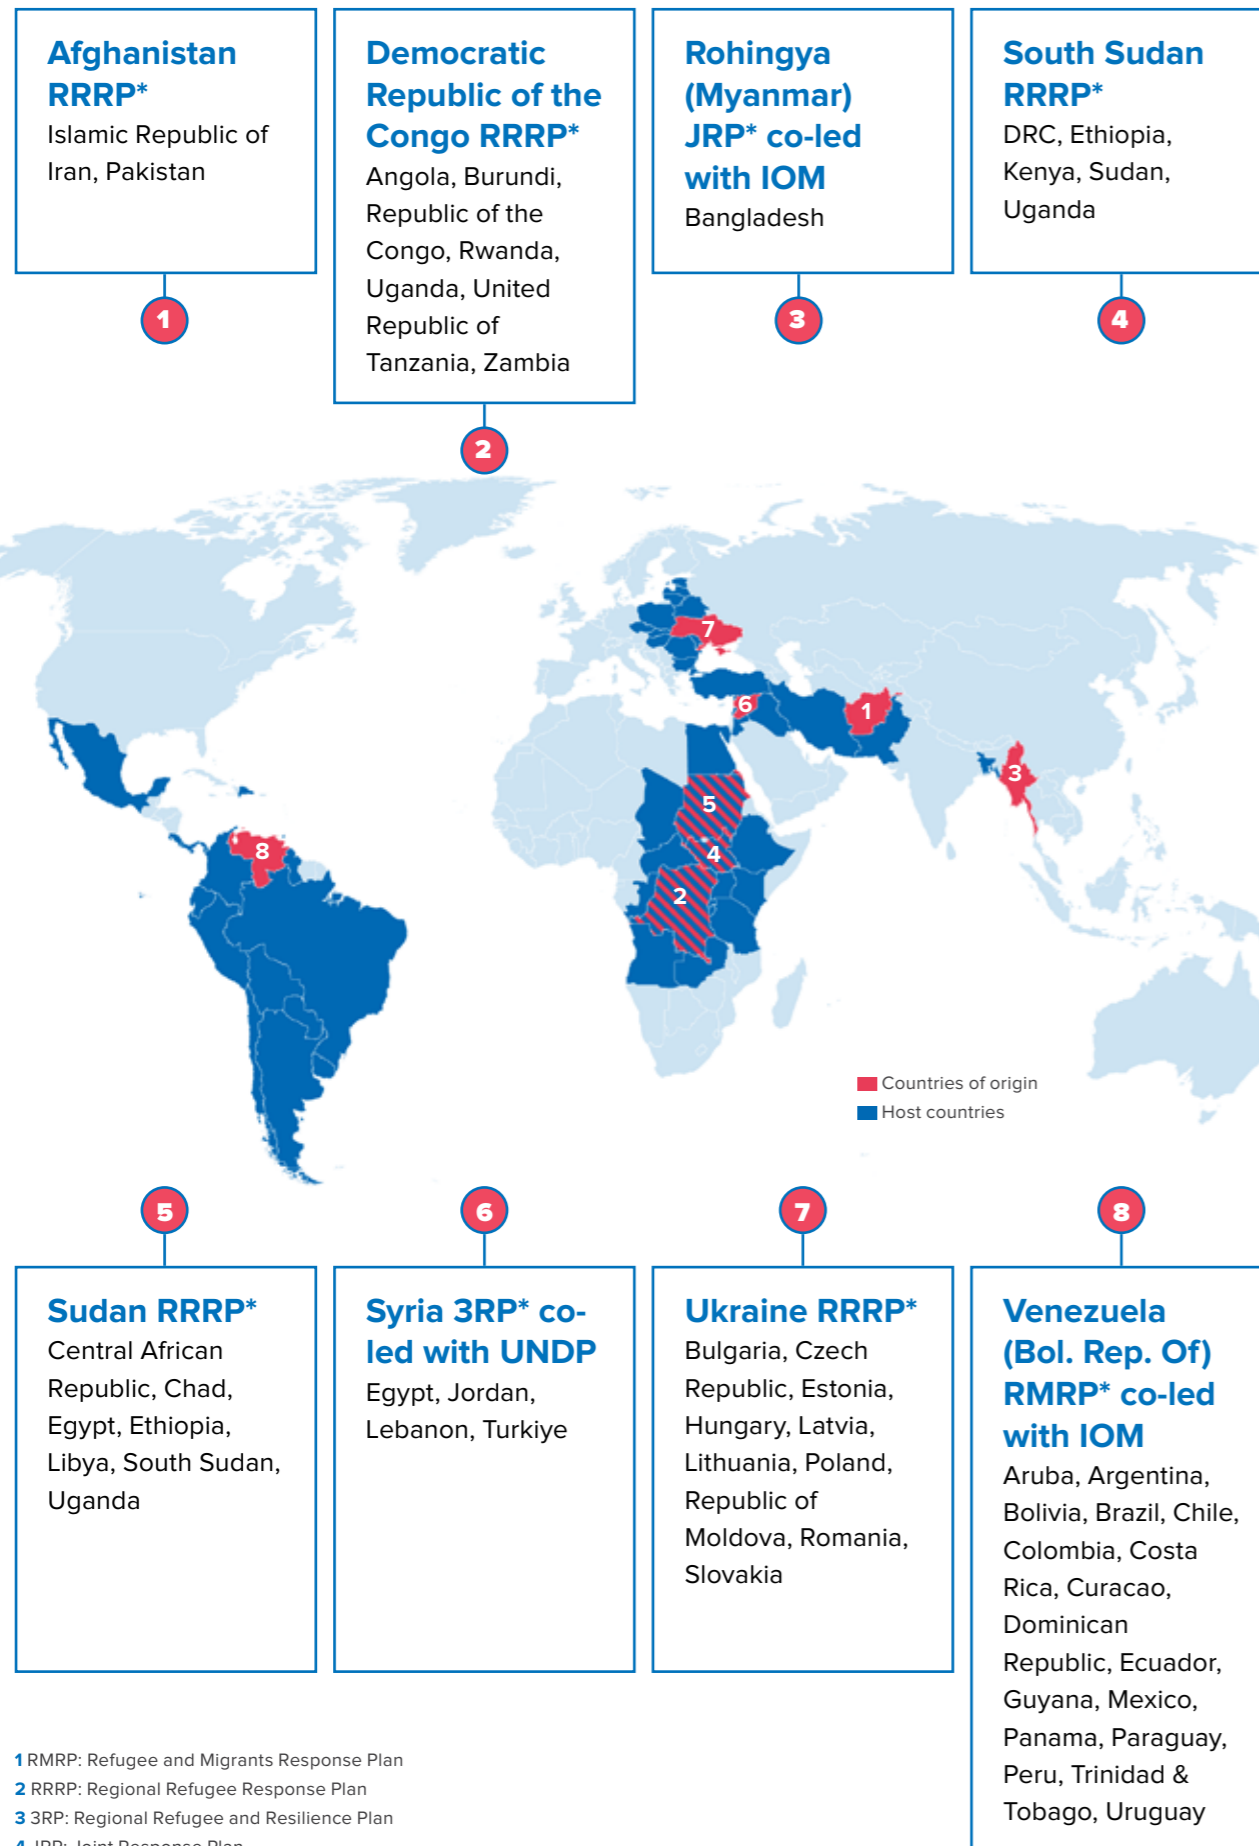 Afghanistan
RRRP*
Islamic Republic of
Iran, Pakistan
1
Democratic
Republic of the
Congo RRRP*
Angola, Burundi,
Republic of the
Congo, Rwanda,
Uganda, United
Republic of
Tanzania, Zambia
2
Rohingya
(Myanmar)
JRP* co-led
with IOM
Bangladesh
3
South Sudan
RRRP*
DRC, Ethiopia,
Kenya, Sudan,
Uganda
4
7
6
1
3
5
4
8
2
Countries of origin
Host countries
5
Sudan RRRP*
Central African
Republic, Chad,
Egypt, Ethiopia,
Libya, South Sudan,
Uganda
6
Syria 3RP* co-
led with UNDP
Egypt, Jordan,
Lebanon, Turkiye
7
Ukraine RRRP*
Bulgaria, Czech
Republic, Estonia,
Hungary, Latvia,
Lithuania, Poland,
Republic of
Moldova, Romania,
Slovakia
8
Venezuela
(Bol. Rep. Of)
RMRP* co-led
with IOM
Aruba, Argentina,
Bolivia, Brazil, Chile,
Colombia, Costa
Rica, Curacao,
Dominican
Republic, Ecuador,
Guyana, Mexico,
Panama, Paraguay,
Peru, Trinidad &
Tobago, Uruguay
1 RMRP: Refugee and Migrants Response Plan
2 RRRP: Regional Refugee Response Plan
3 3RP: Regional Refugee and Resilience Plan
4 JRP: Joint Response Plan